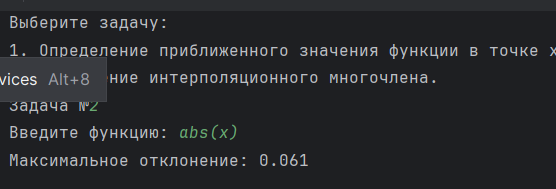 Выберите задачу:
1. Определение приближенного значения функции в точке x
vices Alt+8
ние интерполяционного многочлена.
Задача №2
Введите функцию: abs(x)
Максимальное отклонение: 0.061